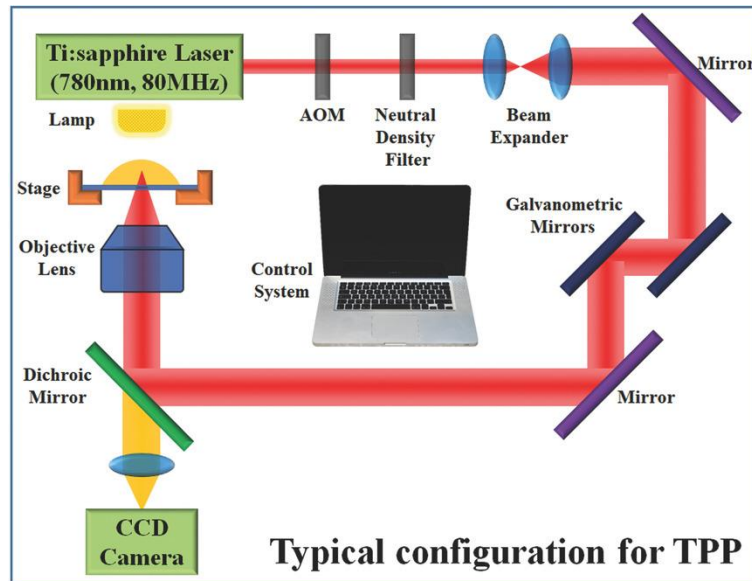 Ti:sapphire Laser
(780nm, 80MHz)
Lamp
AOM
Neutral
Density
Filter
Beam
Expander
Mirror
Stage
Objective
Lens
Control
System
Galvanometric
Mirrors
Dichroic
Mirror
Mirror
CCD
Camera
Typical configuration for TPP